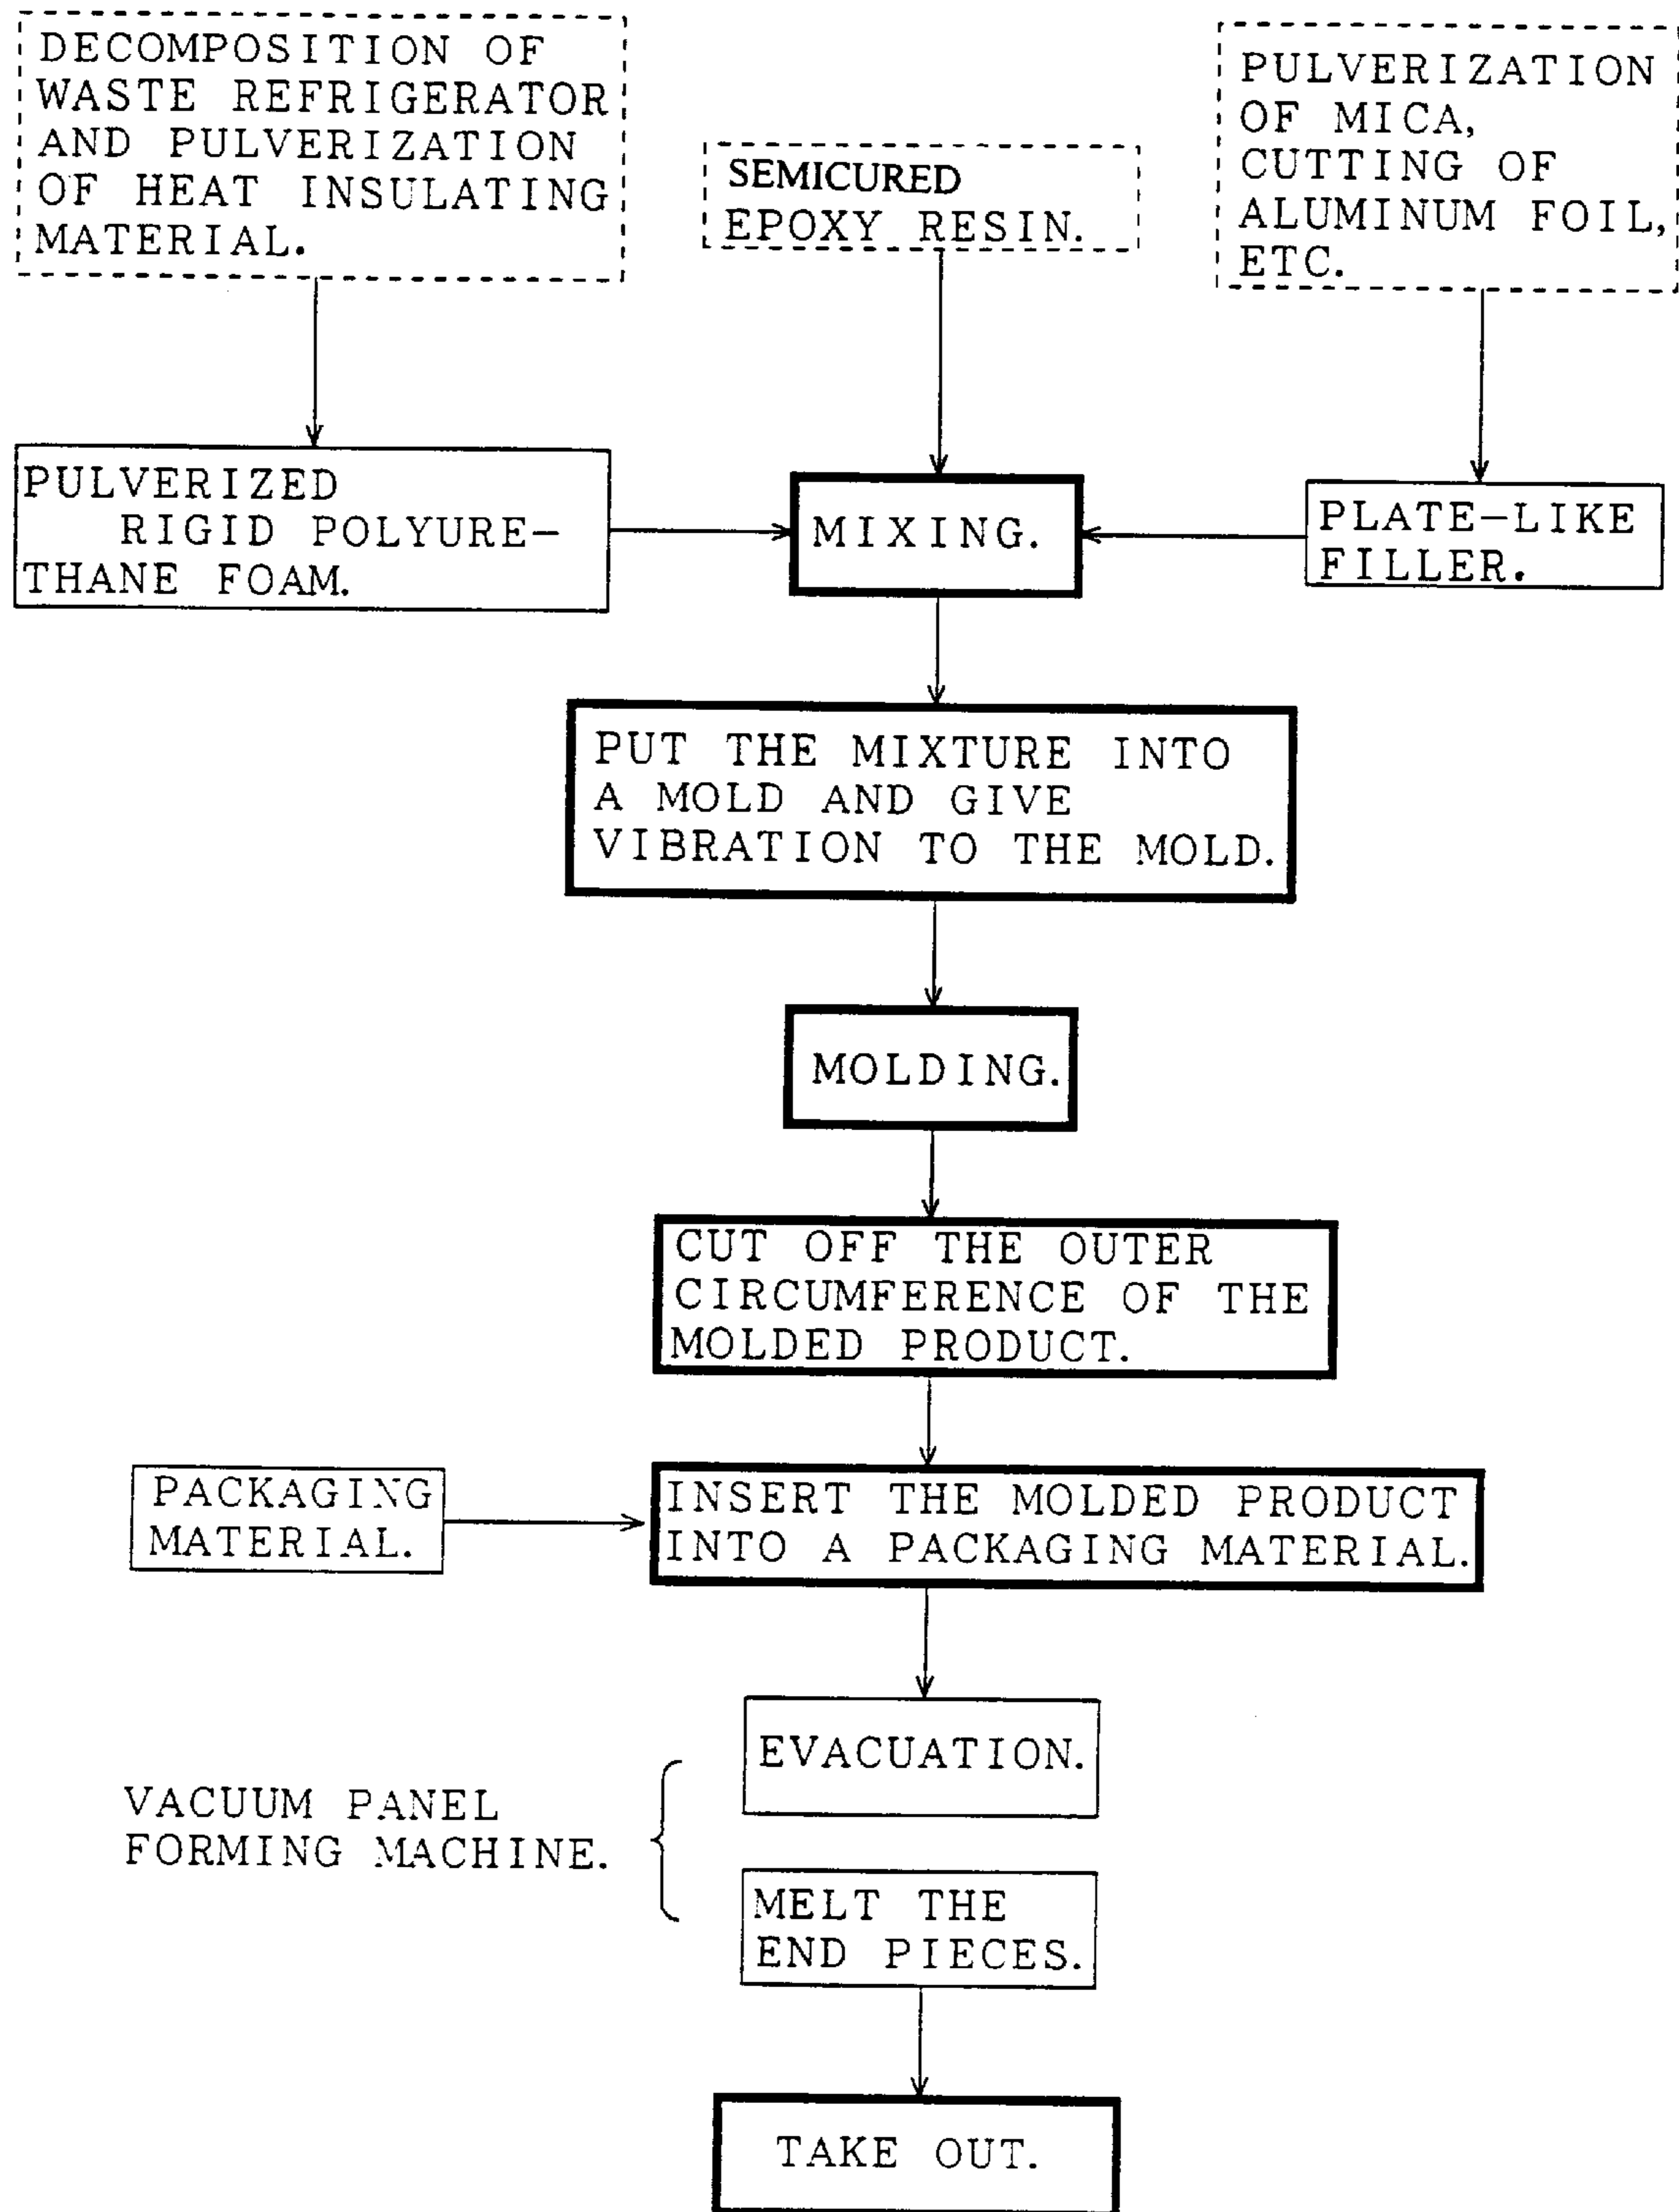 DECOMPOSITION OF
WASTE REFRIGERATOR
AND PULVERIZATION
OF HEAT INSULATING
MATERIAL.
SEMICURED
EPOXY RESIN.
PULVERIZATION
OF MICA,
CUTTING OF
ALUMINUM FOIL,
ETC.
PULVERIZED
RIGID POLYURE-
THANE FOAM.
MIXING.
PLATE-LIKE
FILLER.
PUT THE MIXTURE INTO
A MOLD AND GIVE
VIBRATION TO THE MOLD.
MOLDING.
CUT OFF THE OUTER
CIRCUMFERENCE OF THE
MOLDED PRODUCT.
PACKAGING
MATERIAL.
INSERT THE MOLDED PRODUCT
INTO A PACKAGING MATERIAL.
EVACUATION.
VACUUM PANEL
FORMING MACHINE.
MELT THE
END PIECES.
TAKE OUT.